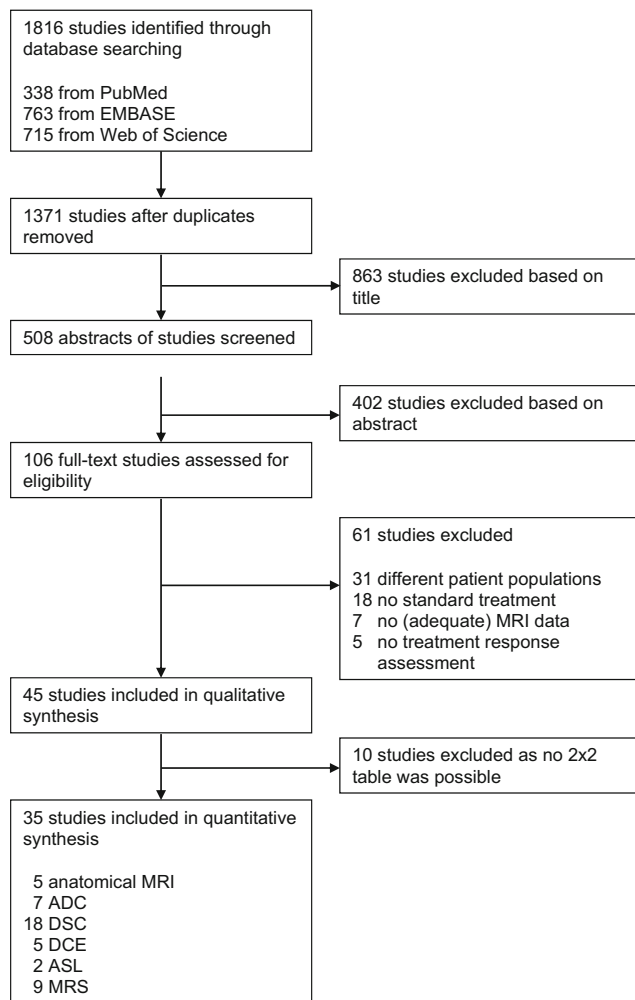 1816 studies identified through
database searching
338 from PubMed
763 from EMBASE
715 from Web of Science
1371 studies after duplicates
removed
863 studies excluded based on
title
508 abstracts of studies screened
402 studies excluded based on
abstract
106 full-text studies assessed for
eligibility
61 studies excluded
31 different patient populations
18 no standard treatment
7 no (adequate) MRI data
5 no treatment response
assessment
45 studies included in qualitative
synthesis
10 studies excluded as no 2x2
table was possible
35 studies included in quantitative
synthesis
5 anatomical MRI
7 ADC
18 DSC
5 DCE
2 ASL
9 MRS